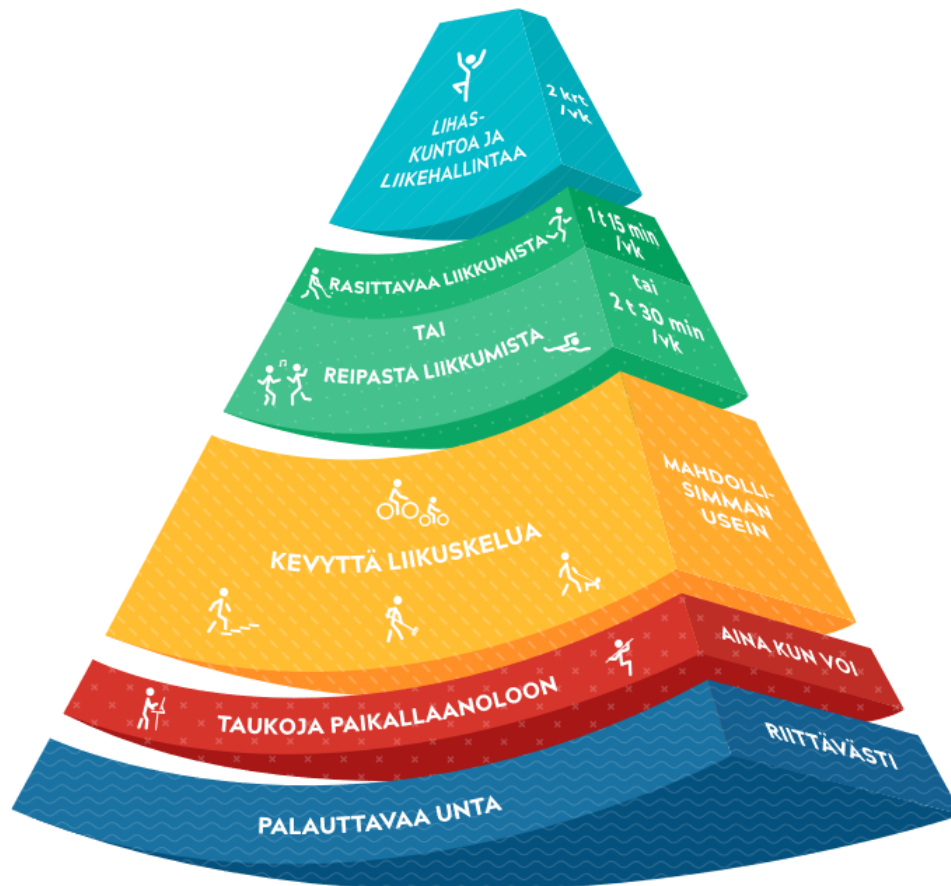 LIHAS-
KUNTOA JA
LIIKEHALLINTAA
2 krt
/vk
RASITTAVAA LIIKKUMISTA
1 t 15 min
/vk
TAI
REIPASTA LIIKKUMISTA
tai
2 t 30 min
/vk
KEVYTTÄ LIIKUSKELUA
MAHDOLLI-
SIMMAN
USEIN
TAUKOJA PAIKALLAANOLOON
AINA KUN VOI
PALAUTTAVAA UNTA
RIITTÄVÄSTI